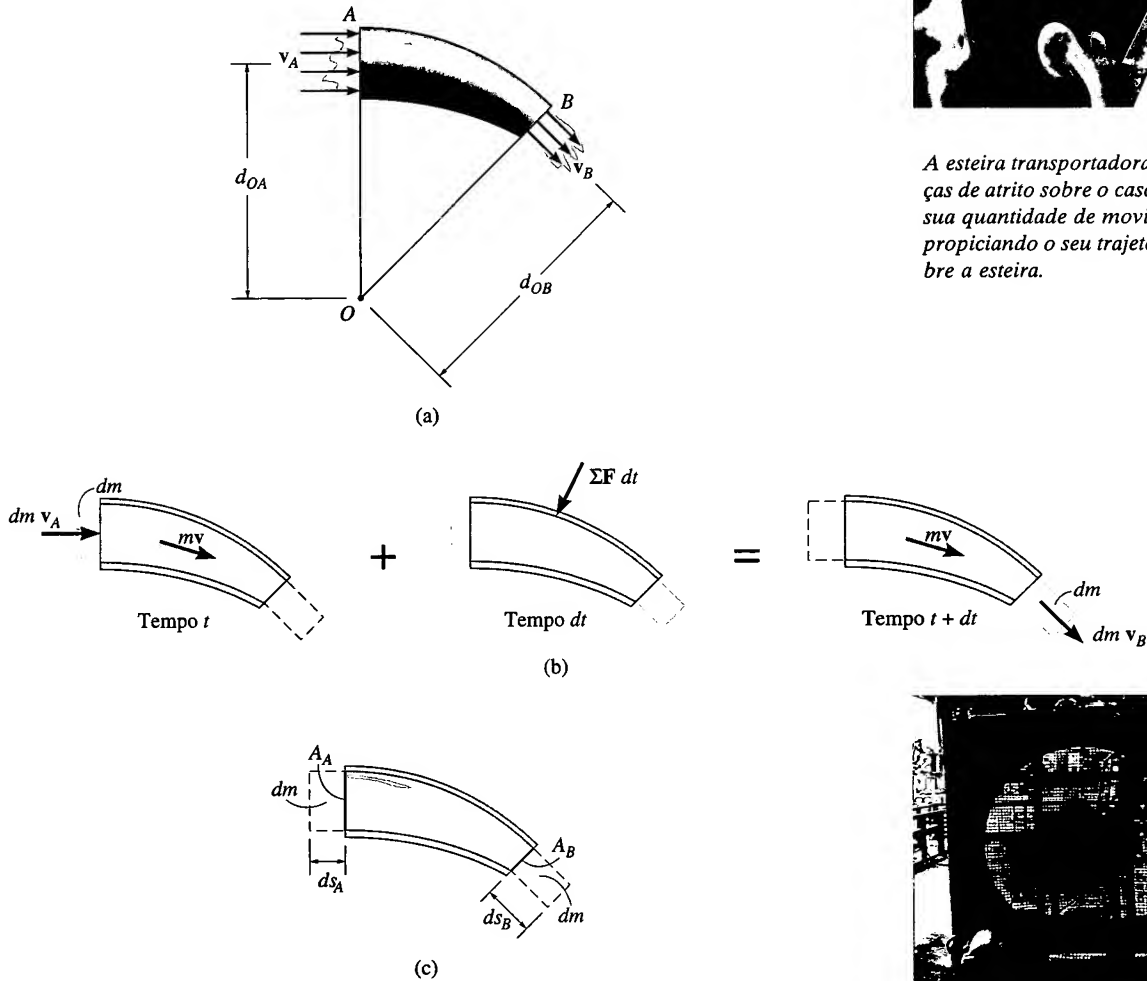 A
v_A
B
v_B
d_OA
d_OB
O
(a)
A esteira transportadora
ças de atrito sobre o casc
sua quantidade de movi
propiciando o seu trajeto
bre a esteira.
dm
dm v_A
mv
Tempo t
+
ΣF dt
Tempo dt
=
mv
dm
dm v_B
Tempo t + dt
(b)
A_A
dm
ds_A
A_B
ds_B
dm
(c)